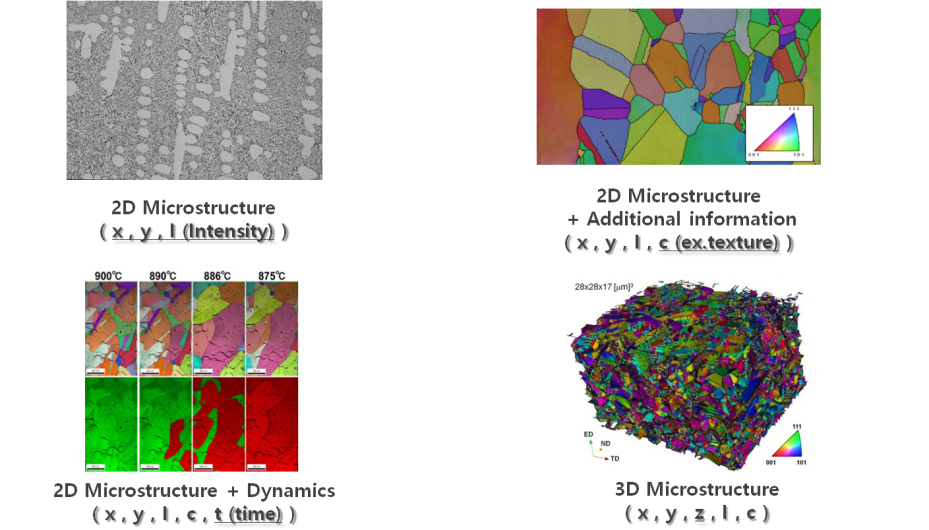 2D Microstructure
( x , y , I (Intensity) )
111
001
101
2D Microstructure
+ Additional information
( x , y , I , c (ex.texture) )
900℃ 890℃ 886℃ 875℃
2D Microstructure + Dynamics
( x , y , I , c , t (time) )
28x28x17 [μm]³
ED
ND
TD
111
001
101
3D Microstructure
( x , y , z , I , c )